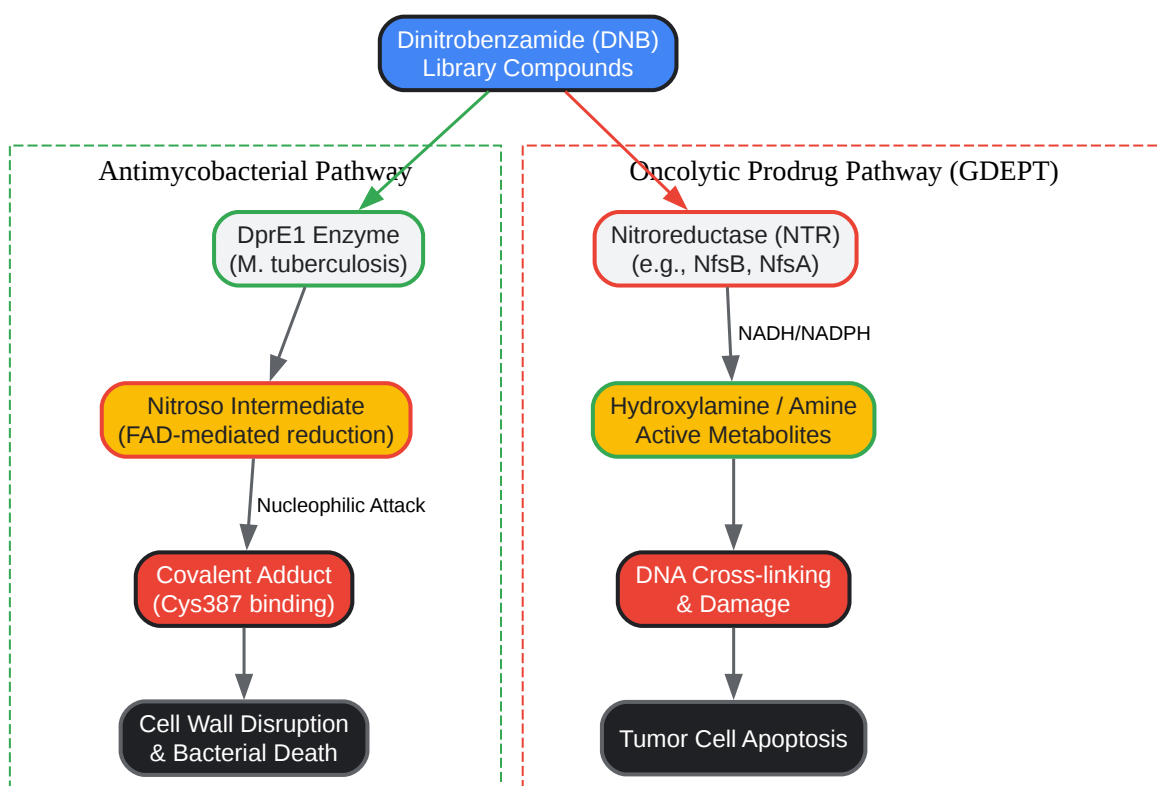 Dinitrobenzamide (DNB)
Library Compounds
Antimycobacterial Pathway
DprE1 Enzyme
(M. tuberculosis)
Nitroso Intermediate
(FAD-mediated reduction)
Nucleophilic Attack
Covalent Adduct
(Cys387 binding)
Cell Wall Disruption
& Bacterial Death
Oncolytic Prodrug Pathway (GDEPT)
Nitroreductase (NTR)
(e.g., NfsB, NfsA)
NADH/NADPH
Hydroxylamine / Amine
Active Metabolites
DNA Cross-linking
& Damage
Tumor Cell Apoptosis